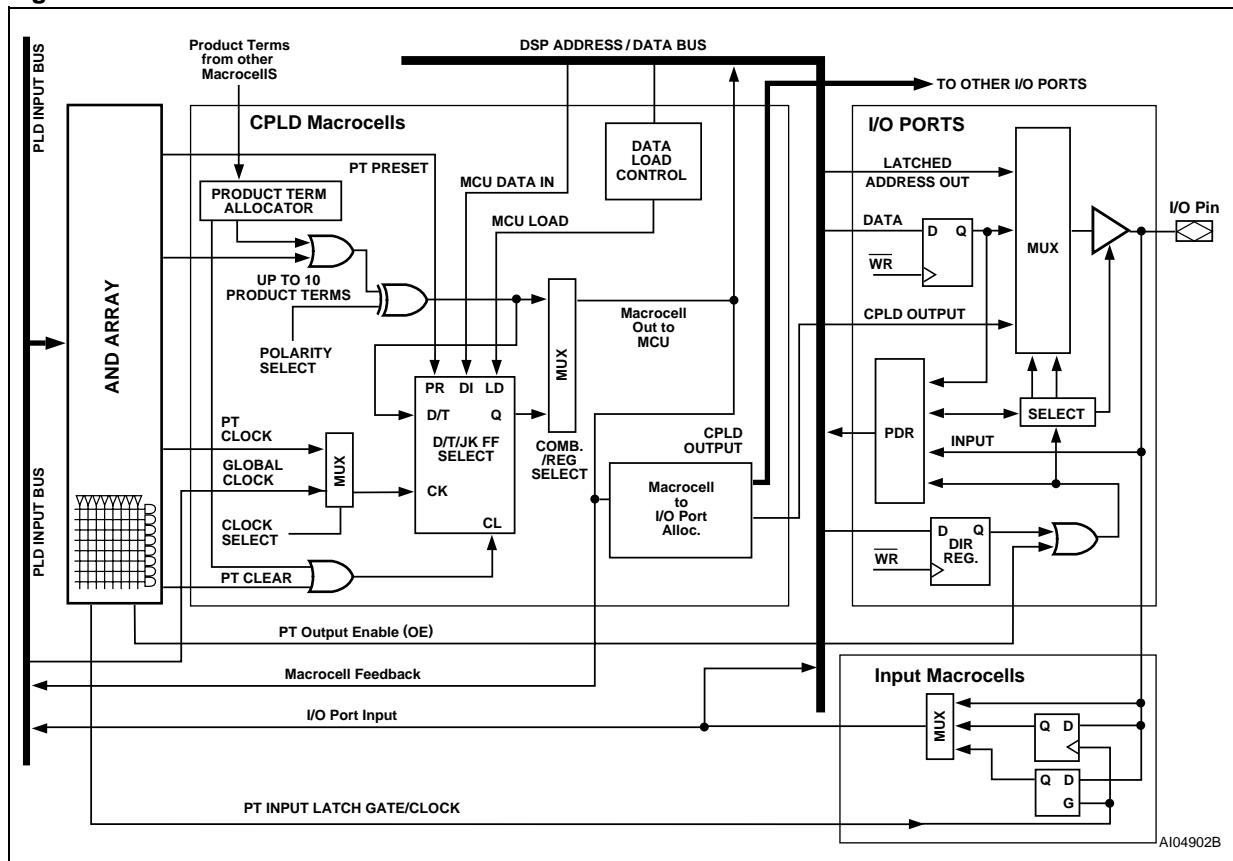 Product Terms
from other
MacrocellS
DSP ADDRESS / DATA BUS
TO OTHER I/O PORTS
PLD INPUT BUS
CPLD Macrocells
I/O PORTS
PT PRESET
MCU DATA IN
DATA
LOAD
CONTROL
LATCHED
ADDRESS OUT
PRODUCT TERM
ALLOCATOR
MCU LOAD
DATA
D
Q
WR
MUX
I/O Pin
AND ARRAY
UP TO 10
PRODUCT TERMS
POLARITY
SELECT
MUX
Macrocell
Out to
MCU
CPLD OUTPUT
PR
DI
LD
D/T
Q
D/T/JK FF
SELECT
CK
CL
COMB.
/REG
SELECT
CPLD
OUTPUT
PDR
SELECT
INPUT
PT
CLOCK
GLOBAL
CLOCK
MUX
CLOCK
SELECT
Macrocell
to
I/O Port
Alloc.
D
Q
DIR
REG.
WR
PLD INPUT BUS
PT CLEAR
PT Output Enable (OE)
Macrocell Feedback
I/O Port Input
Input Macrocells
MUX
Q
D
Q
D
G
PT INPUT LATCH GATE/CLOCK
AI04902B